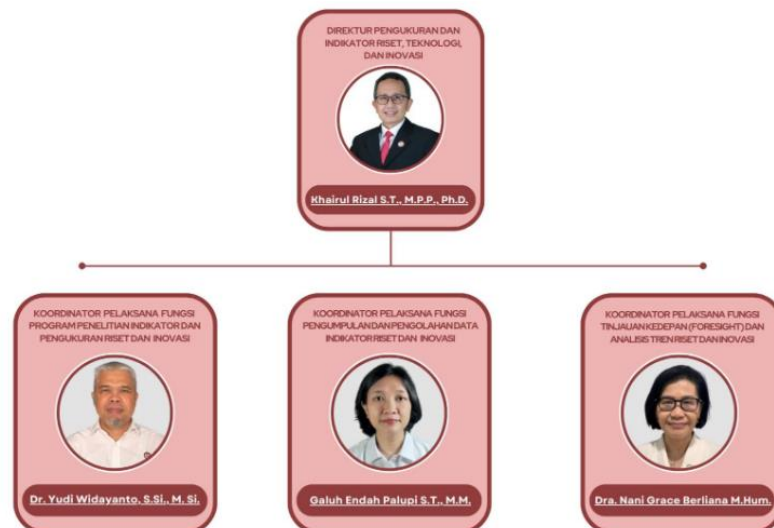 DIREKTUR PENGUKURAN DAN
INDIKATOR RISET, TEKNOLOGI,
DAN INOVASI
Khairul Rizal S.T., M.P.P., Ph.D.
KOORDINATOR PELAKSANA FUNGSI
PROGRAM PENELITIAN INDIKATOR DAN
PENGUKURAN RISET DAN INOVASI
Dr. Yudi Widayanto, S.Si., M. Si.
KOORDINATOR PELAKSANA FUNGSI
PENGUMPULAN DAN PENGOLAHAN DATA
INDIKATOR RISET DAN INOVASI
Galuh Endah Palupi S.T., M.M.
KOORDINATOR PELAKSANA FUNGSI
TINJAUAN KEDEPAN (FORESIGHT) DAN
ANALISIS TREN RISET DAN INOVASI
Dra. Nani Grace Berliana M.Hum.